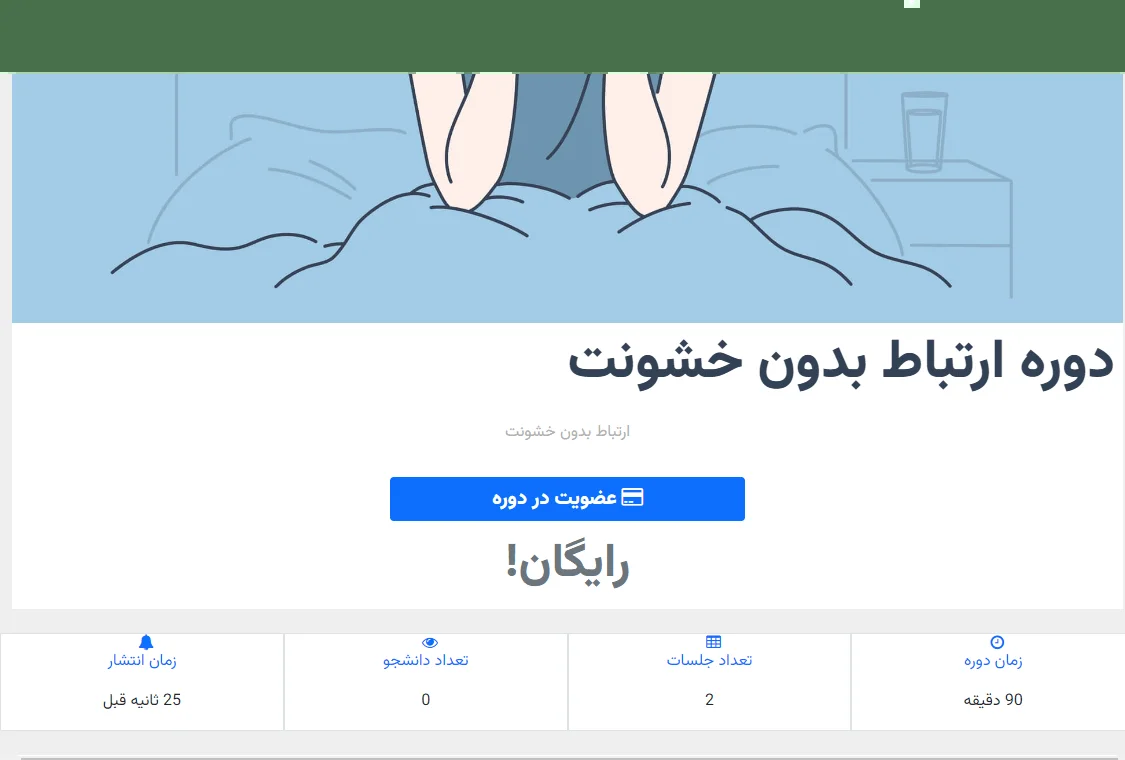 دوره ارتباط بدون خشونت
ارتباط بدون خشونت
عضویت در دوره
رایگان!
زمان دوره
90 دقیقه
تعداد جلسات
2
تعداد دانشجو
0
زمان انتشار
25 ثانیه قبل